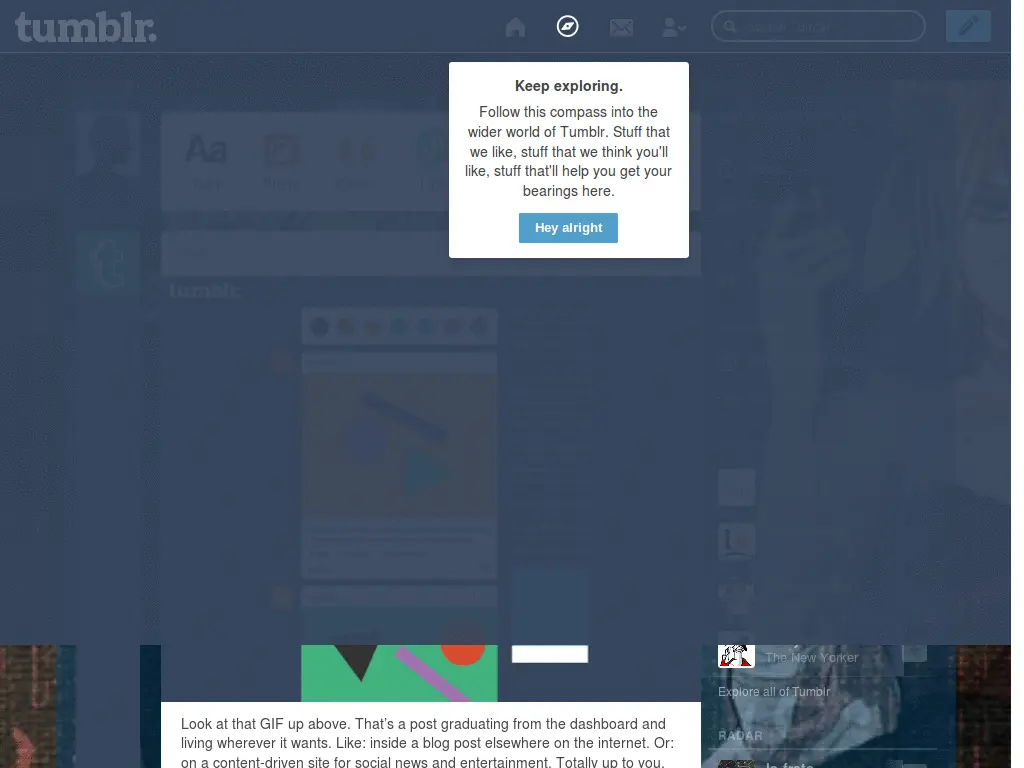 tumblr.
Search Tumblr
Keep exploring.
Follow this compass into the
wider world of Tumblr. Stuff that
we like, stuff that we think you'll
like, stuff that'll help you get your
bearings here.
Hey alright
Aa
Text
tumblr.
The New Yorker
Explore all of Tumblr
RADAR
Look at that GIF up above. That’s a post graduating from the dashboard and
living wherever it wants. Like: inside a blog post elsewhere on the internet. Or:
on a content-driven site for social news and entertainment. Totally up to you.